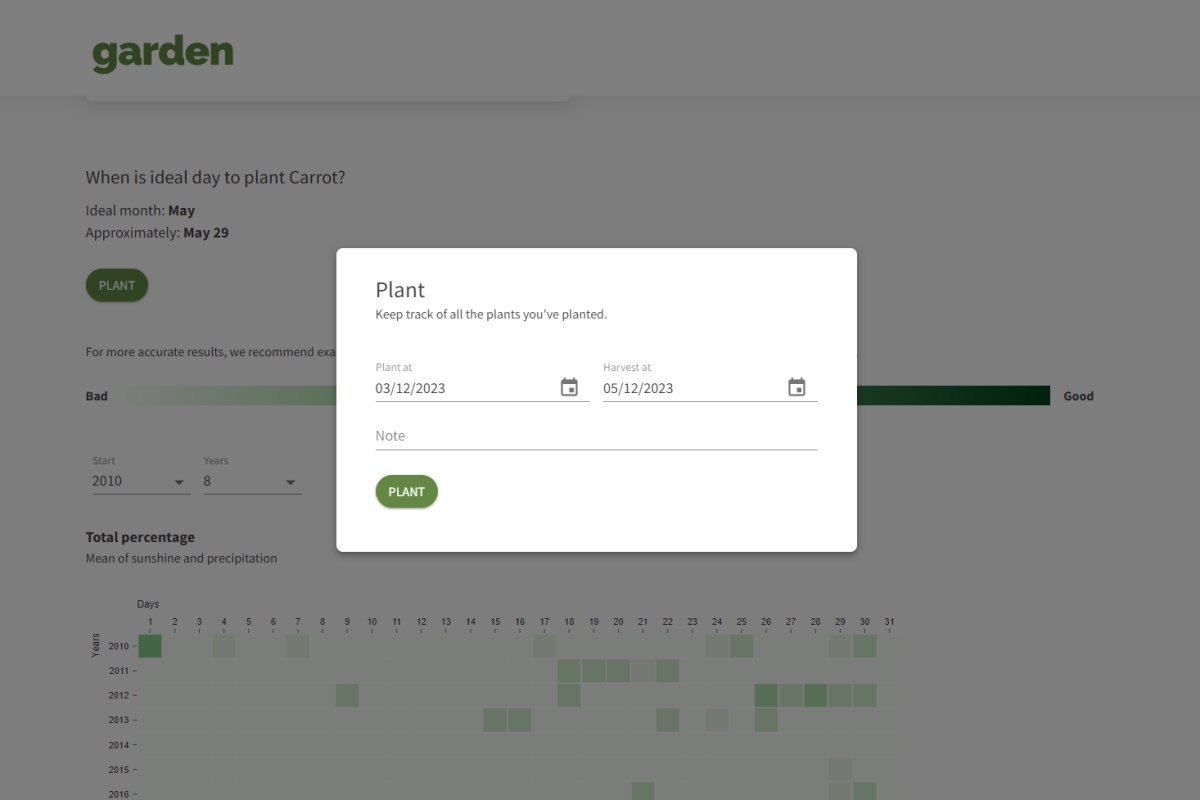 garden
When is ideal day to plant Carrot?
Ideal month: May
Approximately: May 29
PLANT
For more accurate results, we recommend exa
Bad
Good
Plant
Keep track of all the plants you've planted.
Plant at
03/12/2023
Harvest at
05/12/2023
Note
PLANT
Start
2010
Years
8
Total percentage
Mean of sunshine and precipitation
Days
1 2 3 4 5 6 7 8 9 10 11 12 13 14 15 16 17 18 19 20 21 22 23 24 25 26 27 28 29 30 31
Years
2010
2011
2012
2013
2014
2015
2016